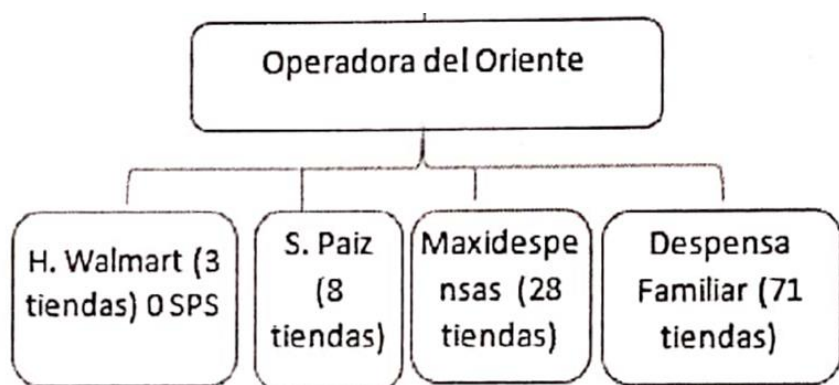 Operadora del Oriente
H. Walmart (3
tiendas) 0 SPS
S. Paiz
(8
tiendas)
Maxidespe
nsas (28
tiendas)
Despensa
Familiar (71
tiendas)